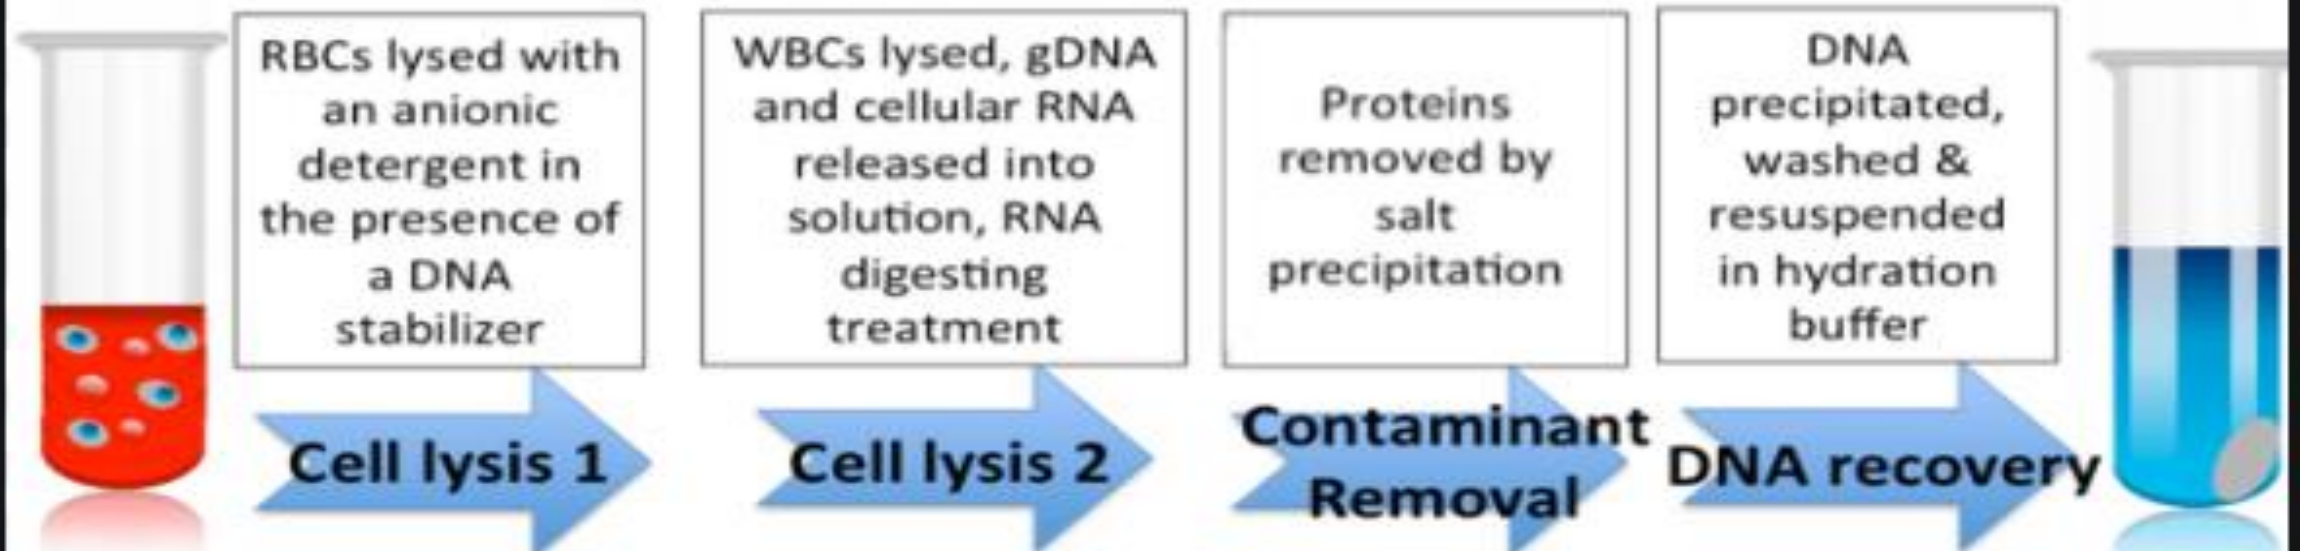 RBCs lysed with
an anionic
detergent in
the presence of
a DNA
stabilizer
Cell lysis 1
WBCs lysed, gDNA
and cellular RNA
released into
solution, RNA
digesting
treatment
Cell lysis 2
Proteins
removed by
salt
precipitation
Contaminant
Removal
DNA
precipitated,
washed &
resuspended
in hydration
buffer
DNA recovery